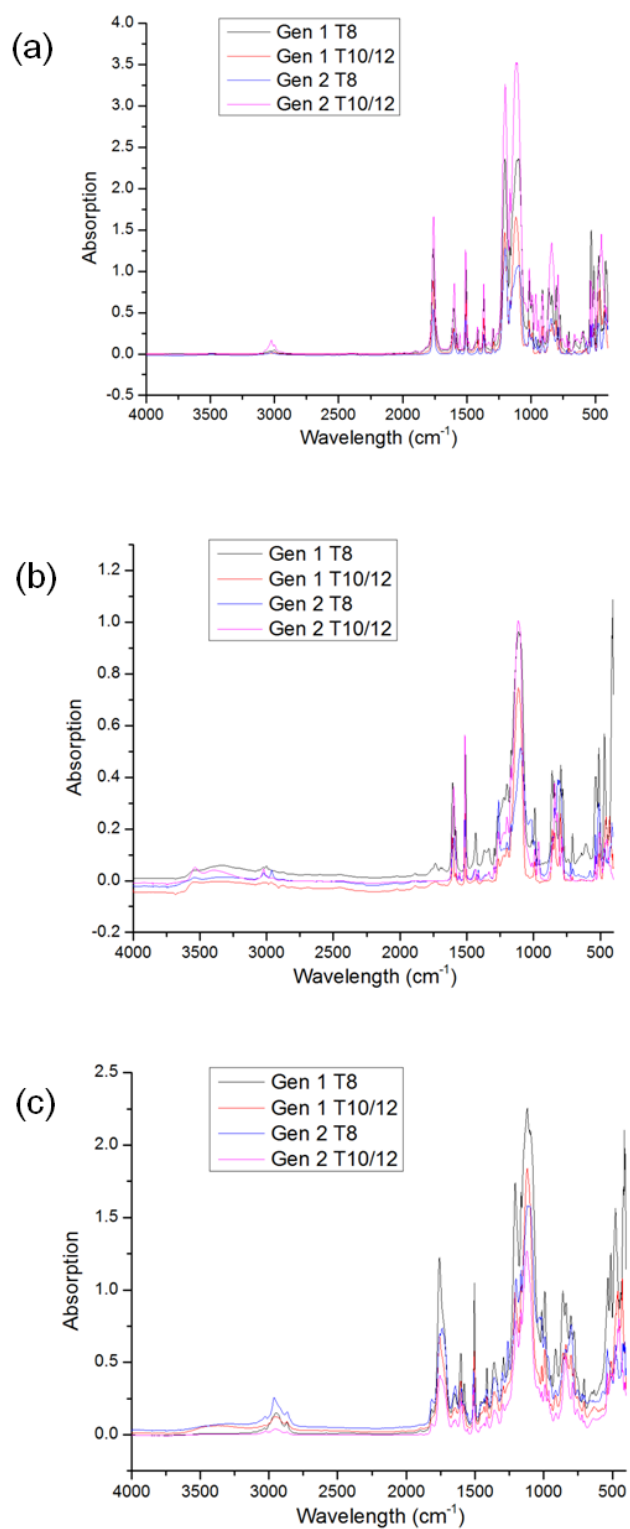 (a)
Gen 1 T8
Gen 1 T10/12
Gen 2 T8
Gen 2 T10/12
4.0
3.5
3.0
2.5
2.0
1.5
1.0
0.5
0.0
-0.5
Absorption
4000 3500 3000 2500 2000 1500 1000 500
Wavelength (cm⁻¹)
(b)
Gen 1 T8
Gen 1 T10/12
Gen 2 T8
Gen 2 T10/12
1.2
1.0
0.8
0.6
0.4
0.2
0.0
-0.2
Absorption
4000 3500 3000 2500 2000 1500 1000 500
Wavelength (cm⁻¹)
(c)
Gen 1 T8
Gen 1 T10/12
Gen 2 T8
Gen 2 T10/12
2.5
2.0
1.5
1.0
0.5
0.0
Absorption
4000 3500 3000 2500 2000 1500 1000 500
Wavelength (cm⁻¹)